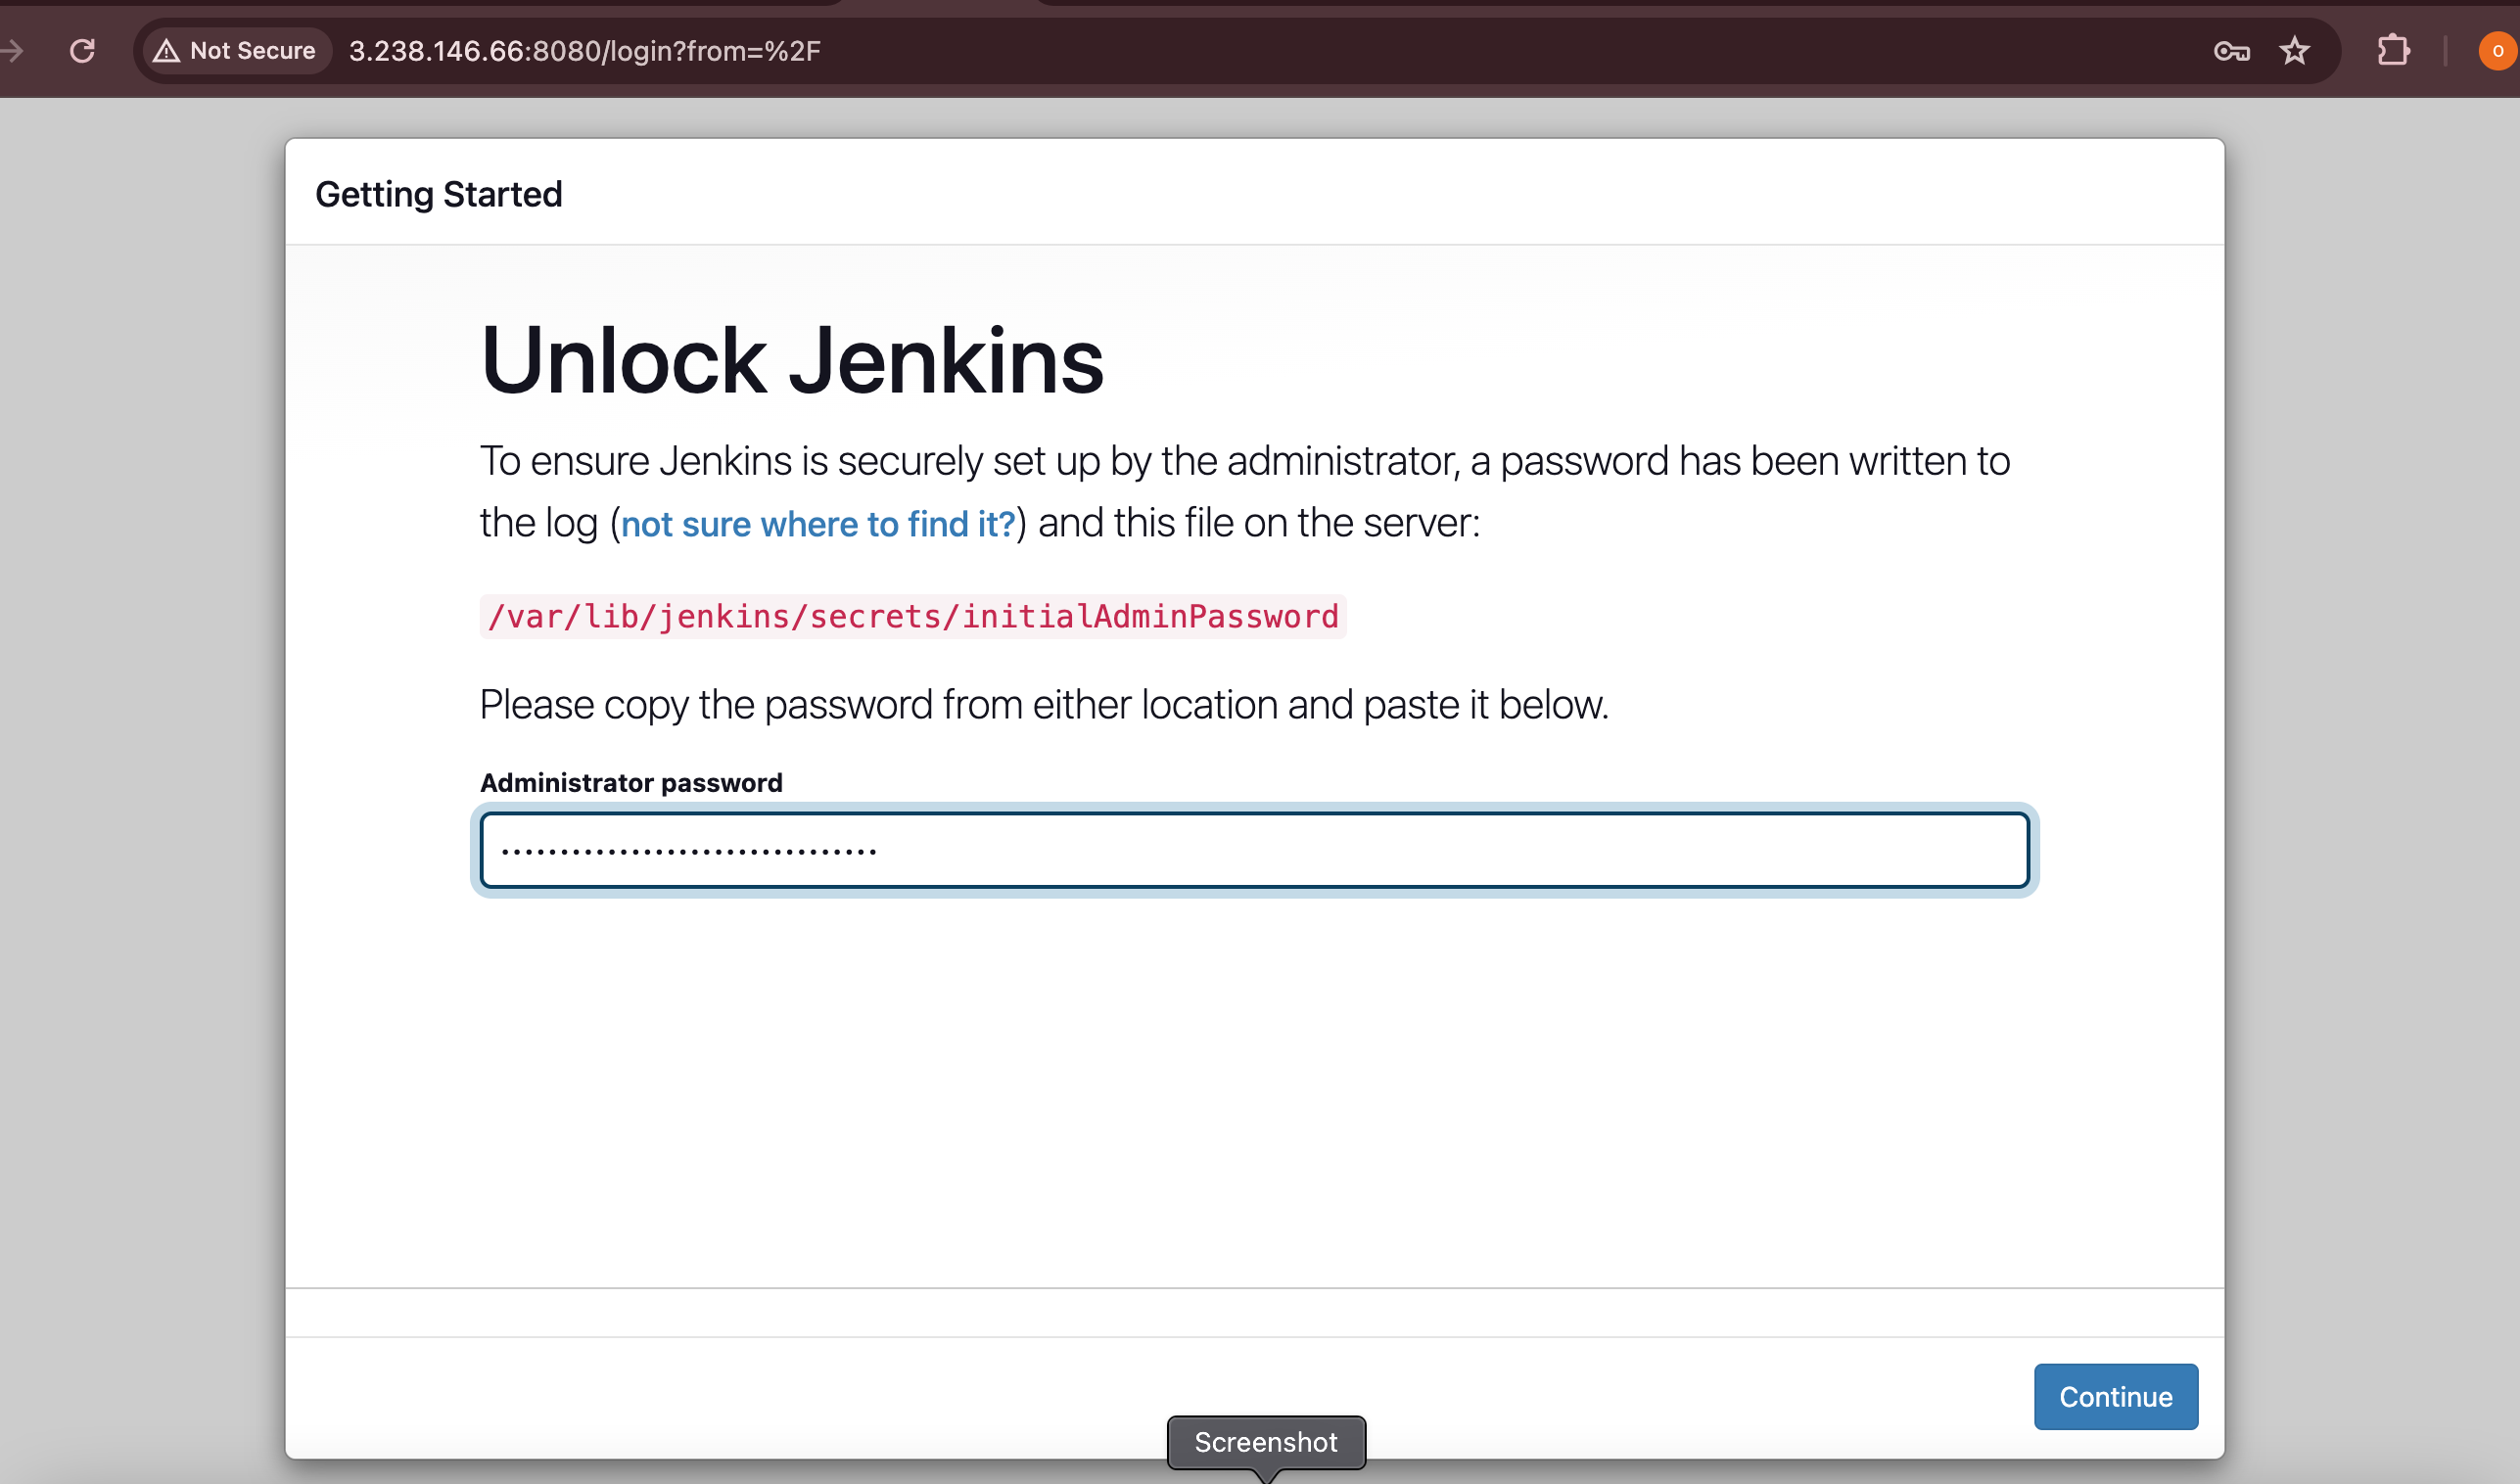 Not Secure 3.238.146.66:8080/login?from=%2F
o
Getting Started
Unlock Jenkins
To ensure Jenkins is securely set up by the administrator, a password has been written to
the log (not sure where to find it?) and this file on the server:
/var/lib/jenkins/secrets/initialAdminPassword
Please copy the password from either location and paste it below.
Administrator password
••••••••••••••••••••••••••••••••
Continue
Screenshot